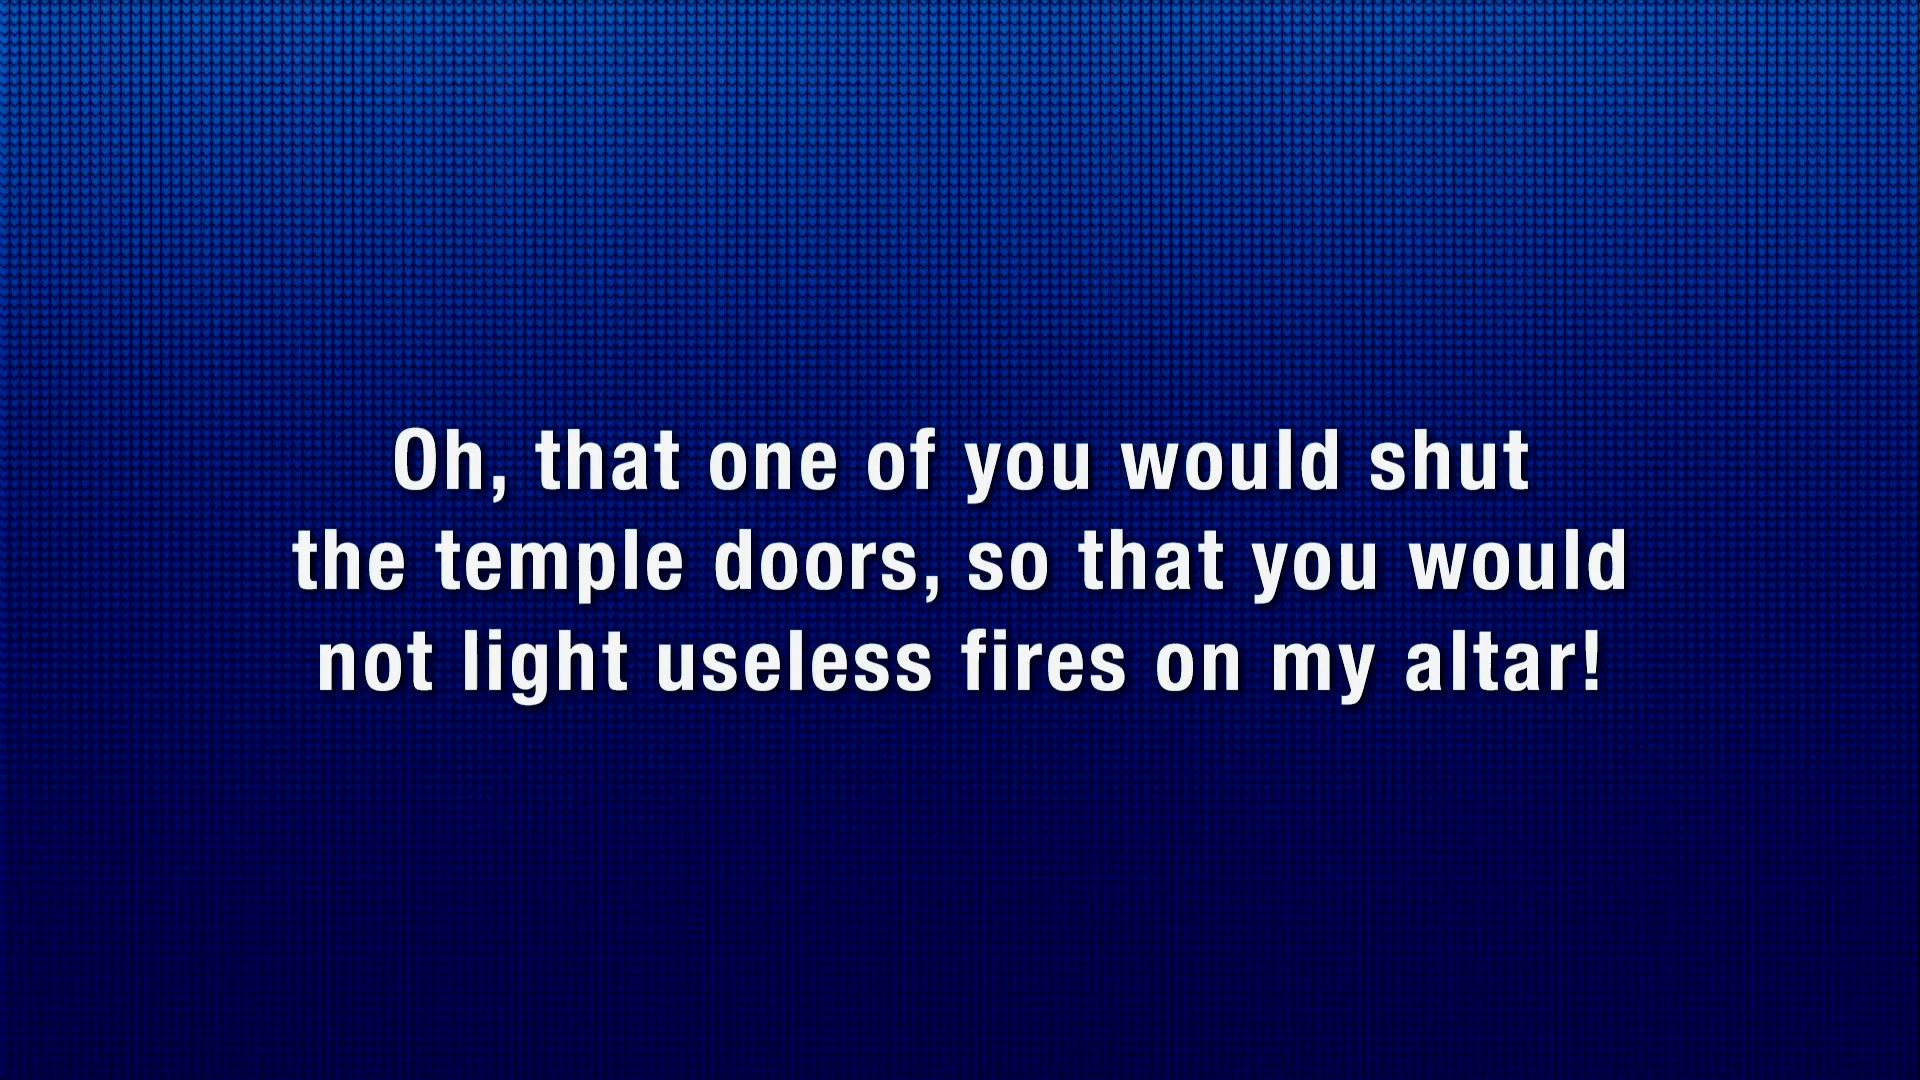 Oh, that one of you would shut
the temple doors, so that you would
not light useless fires on my altar!